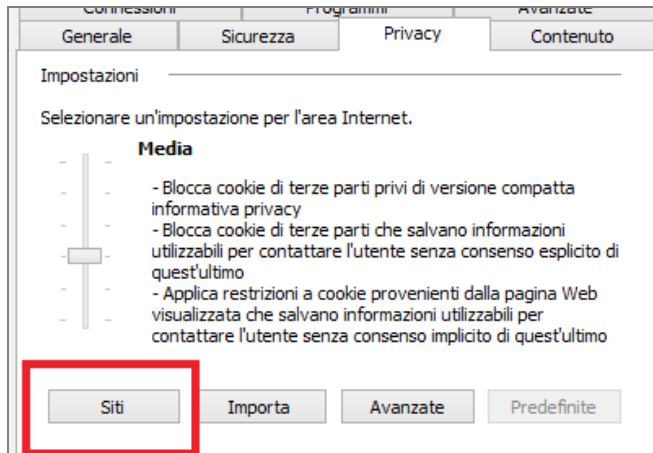 Connessioni Programmi Avanzate
Generale Sicurezza Privacy Contenuto
Impostazioni
Selezionare un'impostazione per l'area Internet.
Media
- Blocca cookie di terze parti privi di versione compatta
informativa privacy
- Blocca cookie di terze parti che salvano informazioni
utilizzabili per contattare l'utente senza consenso esplicito di
quest'ultimo
- Applica restrizioni a cookie provenienti dalla pagina Web
visualizzata che salvano informazioni utilizzabili per
contattare l'utente senza consenso implicito di quest'ultimo
Siti Importa Avanzate Predefinite